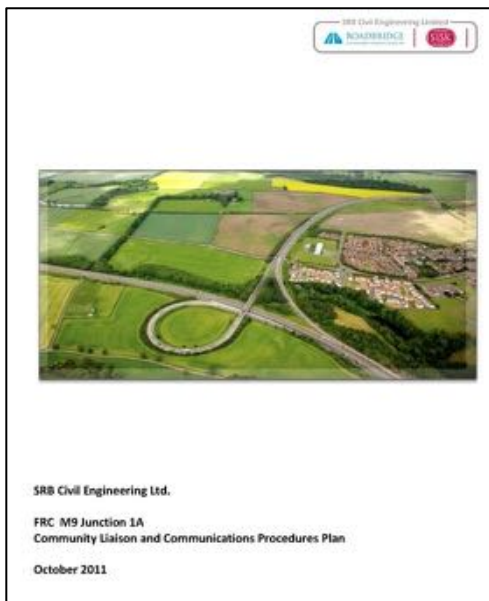 SRB Civil Engineering Limited
ROADBRIDGE
SISK
SRB Civil Engineering Ltd.
FRC M9 Junction 1A
Community Liaison and Communications Procedures Plan
October 2011